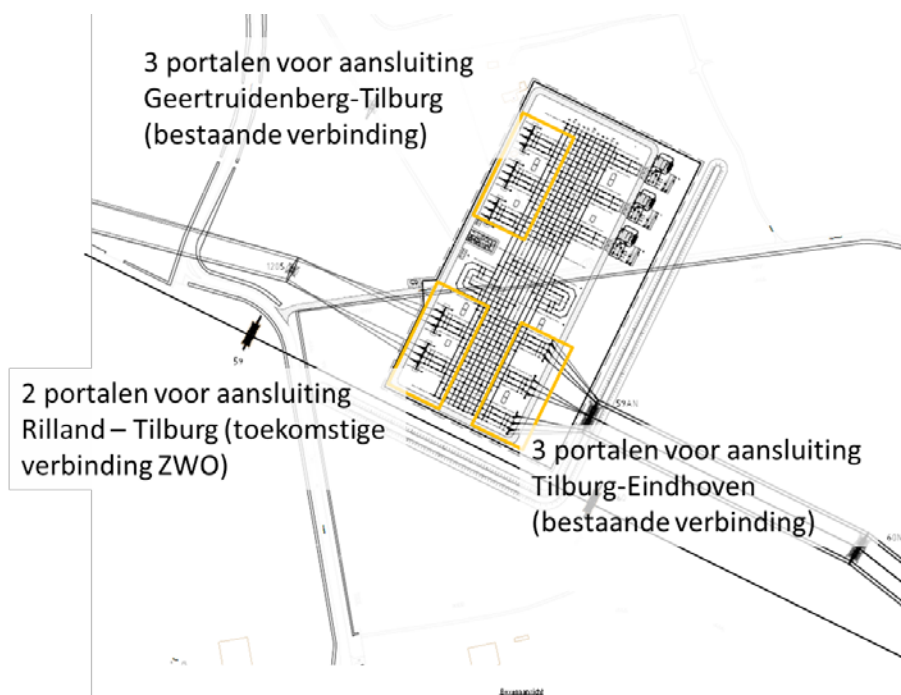 3 portalen voor aansluiting
Geertruidenberg-Tilburg
(bestaande verbinding)
1205
59
2 portalen voor aansluiting
Rilland – Tilburg (toekomstige
verbinding ZWO)
59AN
3 portalen voor aansluiting
Tilburg-Eindhoven
(bestaande verbinding)
60N